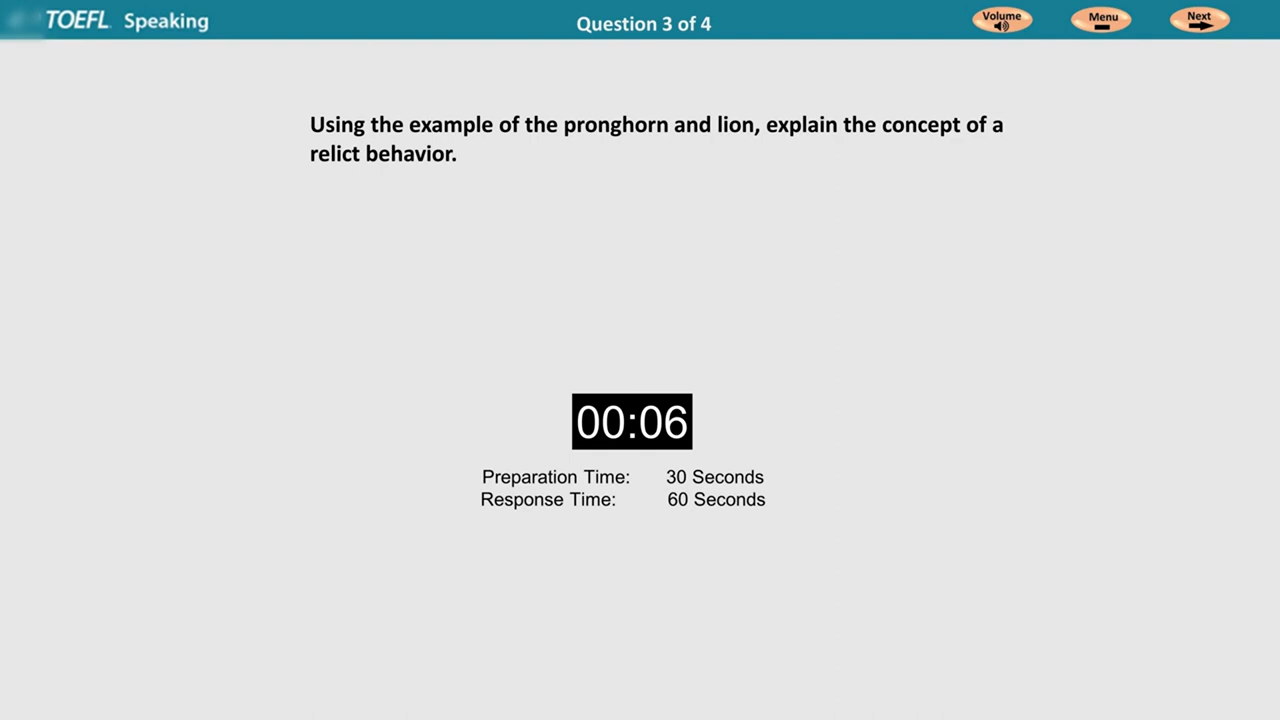 TOEFL Speaking
Question 3 of 4
Volume
Menu
Next
Using the example of the pronghorn and lion, explain the concept of a
relict behavior.
00:06
Preparation Time: 30 Seconds
Response Time: 60 Seconds